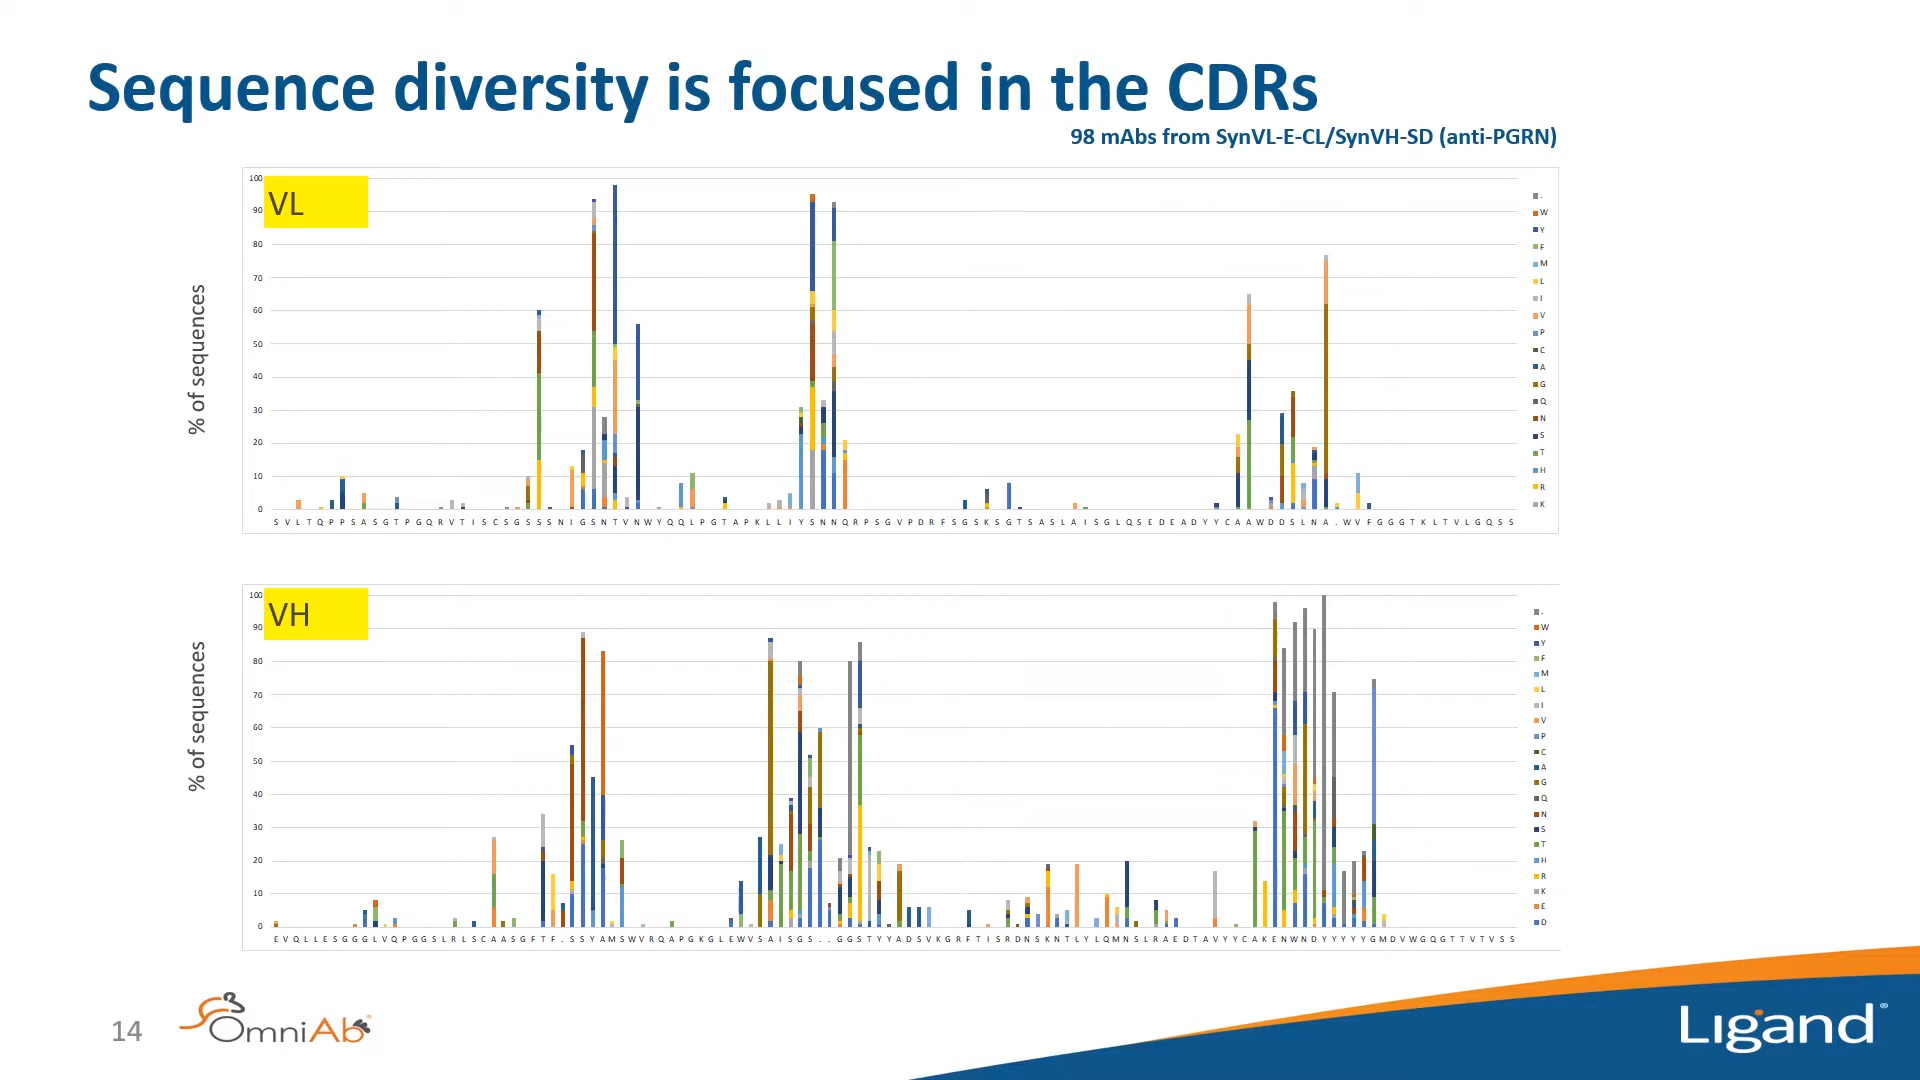 Sequence diversity is focused in the CDRs
98 mAbs from SynVL-E-CL/SynVH-SD (anti-PGRN)
VL
% of sequences
100
90
80
70
60
50
40
30
20
10
0
S V L T Q P P S A S G T P G Q R V T I S C S G S S S N I G S N T V N W Y Q Q L P G T A P K L L I Y S N N Q R P S G V P D R F S G S K S G T S A S L A I S G L Q S E D E A D Y Y C A A W D D S L N A . W V F G G G T K L T V L G Q S S
.
W
Y
F
M
L
I
V
P
C
A
G
Q
N
S
T
H
R
K
VH
% of sequences
100
90
80
70
60
50
40
30
20
10
0
E V Q L L E S G G G L V Q P G G S L R L S C A A S G F T F . S S Y A M S W V R Q A P G K G L E W V S A I S G S . . G G S T Y Y A D S V K G R F T I S R D N S K N T L Y L Q M N S L R A E D T A V Y Y C A K E N W N D Y Y Y Y Y G M D V W G Q G T T V T V S S
.
W
Y
F
M
L
I
V
P
C
A
G
Q
N
S
T
H
R
K
E
D
14
OmniAb
Ligand